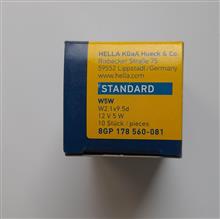 HELLA KGaA Hueck & Co.
Rixbecker Straße 75
59552 Lippstadt/Germany
www.hella.com
STANDARD
W5W
W2.1x9.5d
12 V 5 W
10 Stück / pieces
8GP 178 560-081